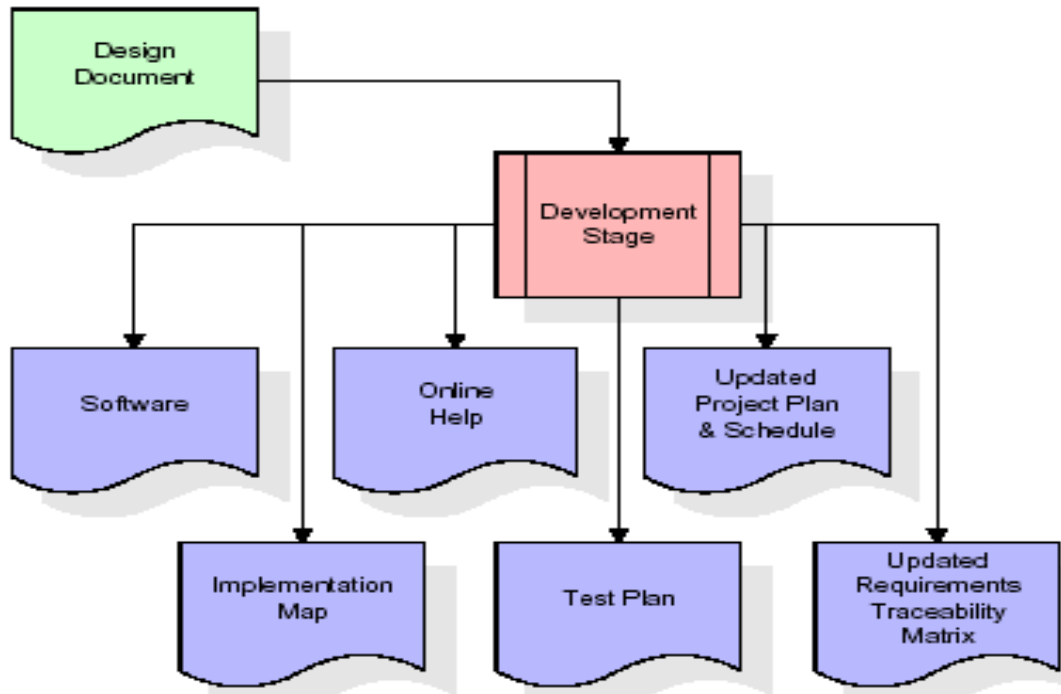 Design
Document
Development
Stage
Software
Online
Help
Updated
Project Plan
& Schedule
Implementation
Map
Test Plan
Updated
Requirements
Traceability
Matrix